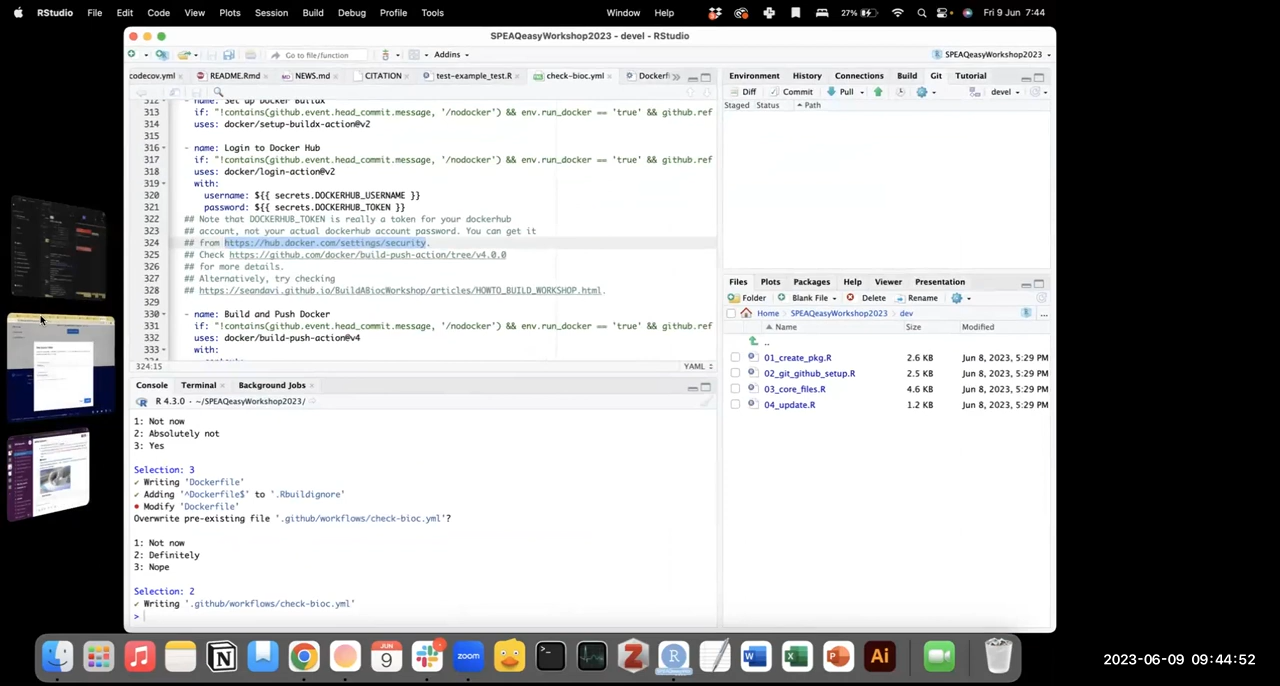 RStudio File Edit Code View Plots Session Build Debug Profile Tools Window Help 27% Fri 9 Jun 7:44
SPEAQeasyWorkshop2023 - devel - RStudio
Go to file/function Addins SPEAQeasyWorkshop2023
codecov.yml README.Rmd NEWS.md CITATION test-example_test.R check-bioc.yml Dockerfi
312 - name: Set up Docker Buildx
313 if: "!contains(github.event.head_commit.message, '/nodocker') && env.run_docker == 'true' && github.ref
314 uses: docker/setup-buildx-action@v2
315
316 - name: Login to Docker Hub
317 if: "!contains(github.event.head_commit.message, '/nodocker') && env.run_docker == 'true' && github.ref
318 uses: docker/login-action@v2
319 with:
320 username: ${{ secrets.DOCKERHUB_USERNAME }}
321 password: ${{ secrets.DOCKERHUB_TOKEN }}
322 ## Note that DOCKERHUB_TOKEN is really a token for your dockerhub
323 ## account, not your actual dockerhub account password. You can get it
324 ## from https://hub.docker.com/settings/security.
325 ## Check https://github.com/docker/build-push-action/tree/v4.0.0
326 ## for more details.
327 ## Alternatively, try checking
328 ## https://seandavi.github.io/BuildABiocWorkshop/articles/HOWTO_BUILD_WORKSHOP.html.
329
330 - name: Build and Push Docker
331 if: "!contains(github.event.head_commit.message, '/nodocker') && env.run_docker == 'true' && github.ref
332 uses: docker/build-push-action@v4
333 with:
324:15 YAML
Console Terminal Background Jobs
R 4.3.0 · ~/SPEAQeasyWorkshop2023/
1: Not now
2: Absolutely not
3: Yes
Selection: 3
✔ Writing 'Dockerfile'
✔ Adding '^Dockerfile$' to '.Rbuildignore'
• Modify 'Dockerfile'
Overwrite pre-existing file '.github/workflows/check-bioc.yml'?
1: Not now
2: Definitely
3: Nope
Selection: 2
✔ Writing '.github/workflows/check-bioc.yml'
>
Environment History Connections Build Git Tutorial
Diff Commit Pull devel
Staged Status Path
Files Plots Packages Help Viewer Presentation
Folder Blank File Delete Rename
Home SPEAQeasyWorkshop2023 dev
Name Size Modified
..
01_create_pkg.R 2.6 KB Jun 8, 2023, 5:29 PM
02_git_github_setup.R 2.5 KB Jun 8, 2023, 5:29 PM
03_core_files.R 4.6 KB Jun 8, 2023, 5:29 PM
04_update.R 1.2 KB Jun 8, 2023, 5:29 PM
JUN
9
zoom
Ai
2023-06-09 09:44:52